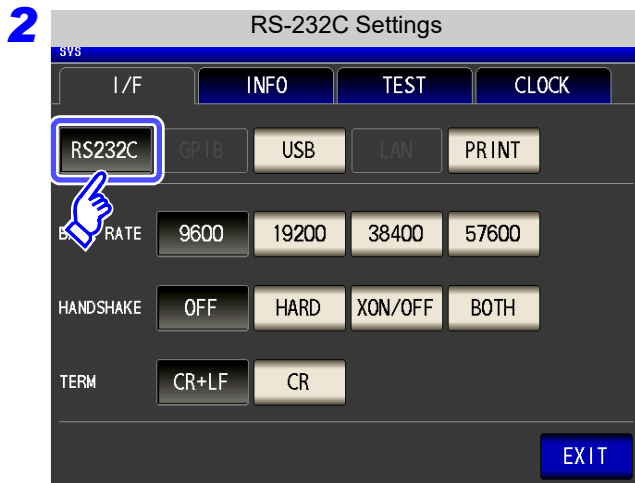 2
RS-232C Settings
SYS
I/F INFO TEST CLOCK
RS232C GPIB USB LAN PRINT
RATE 9600 19200 38400 57600
HANDSHAKE OFF HARD XON/OFF BOTH
TERM CR+LF CR
EXIT